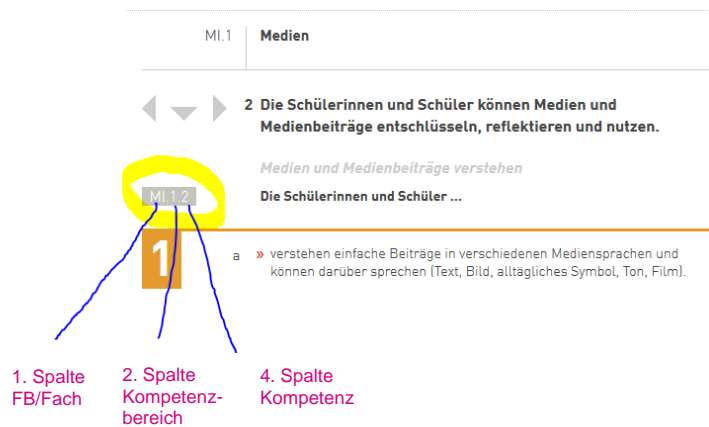 MI.1 Medien
2 Die Schülerinnen und Schüler können Medien und
Medienbeiträge entschlüsseln, reflektieren und nutzen.
Medien und Medienbeiträge verstehen
MI.1.2 Die Schülerinnen und Schüler ...
1 a » verstehen einfache Beiträge in verschiedenen Mediensprachen und
können darüber sprechen (Text, Bild, alltägliches Symbol, Ton, Film).
1. Spalte
FB/Fach
2. Spalte
Kompetenz-
bereich
4. Spalte
Kompetenz